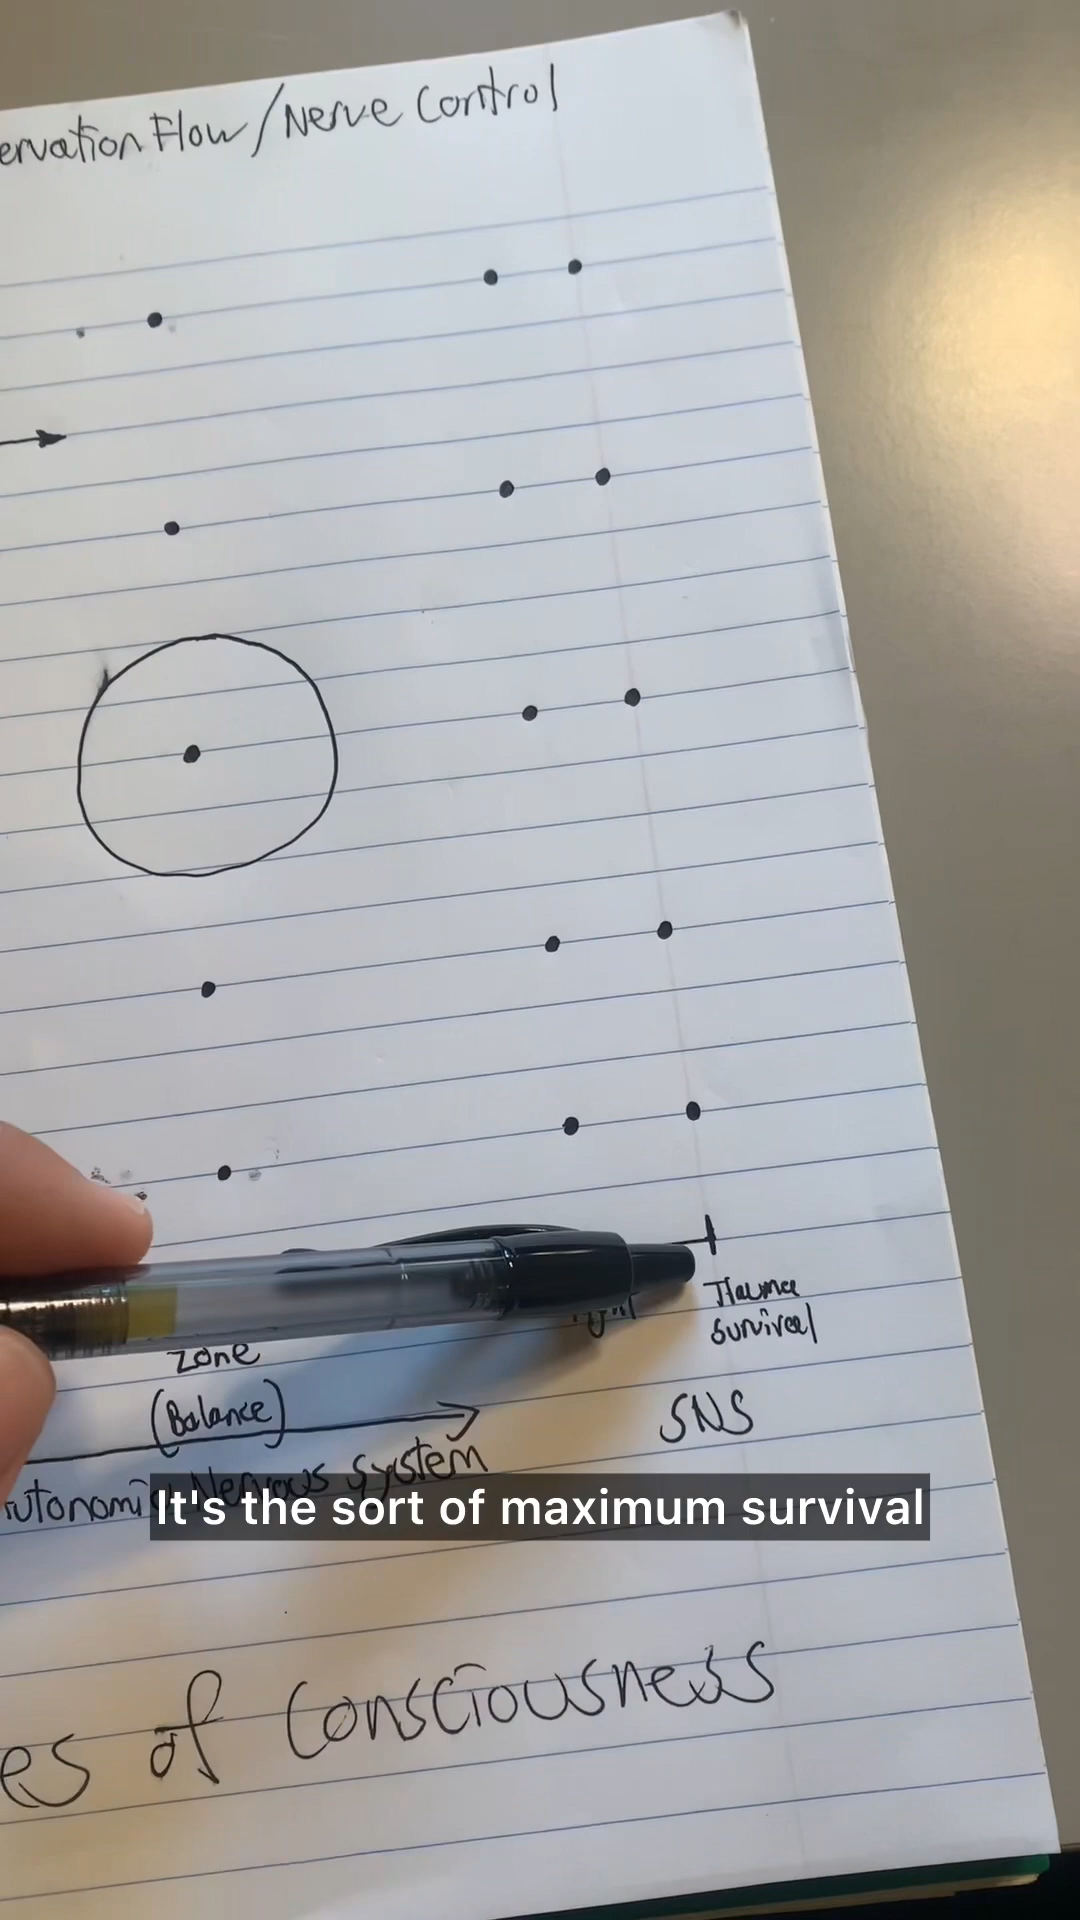 ervation Flow/Nerve Control
Trauma
survival
zone
(Balance)
SNS
Autonomic Nervous system
It's the sort of maximum survival
es of Consciousness